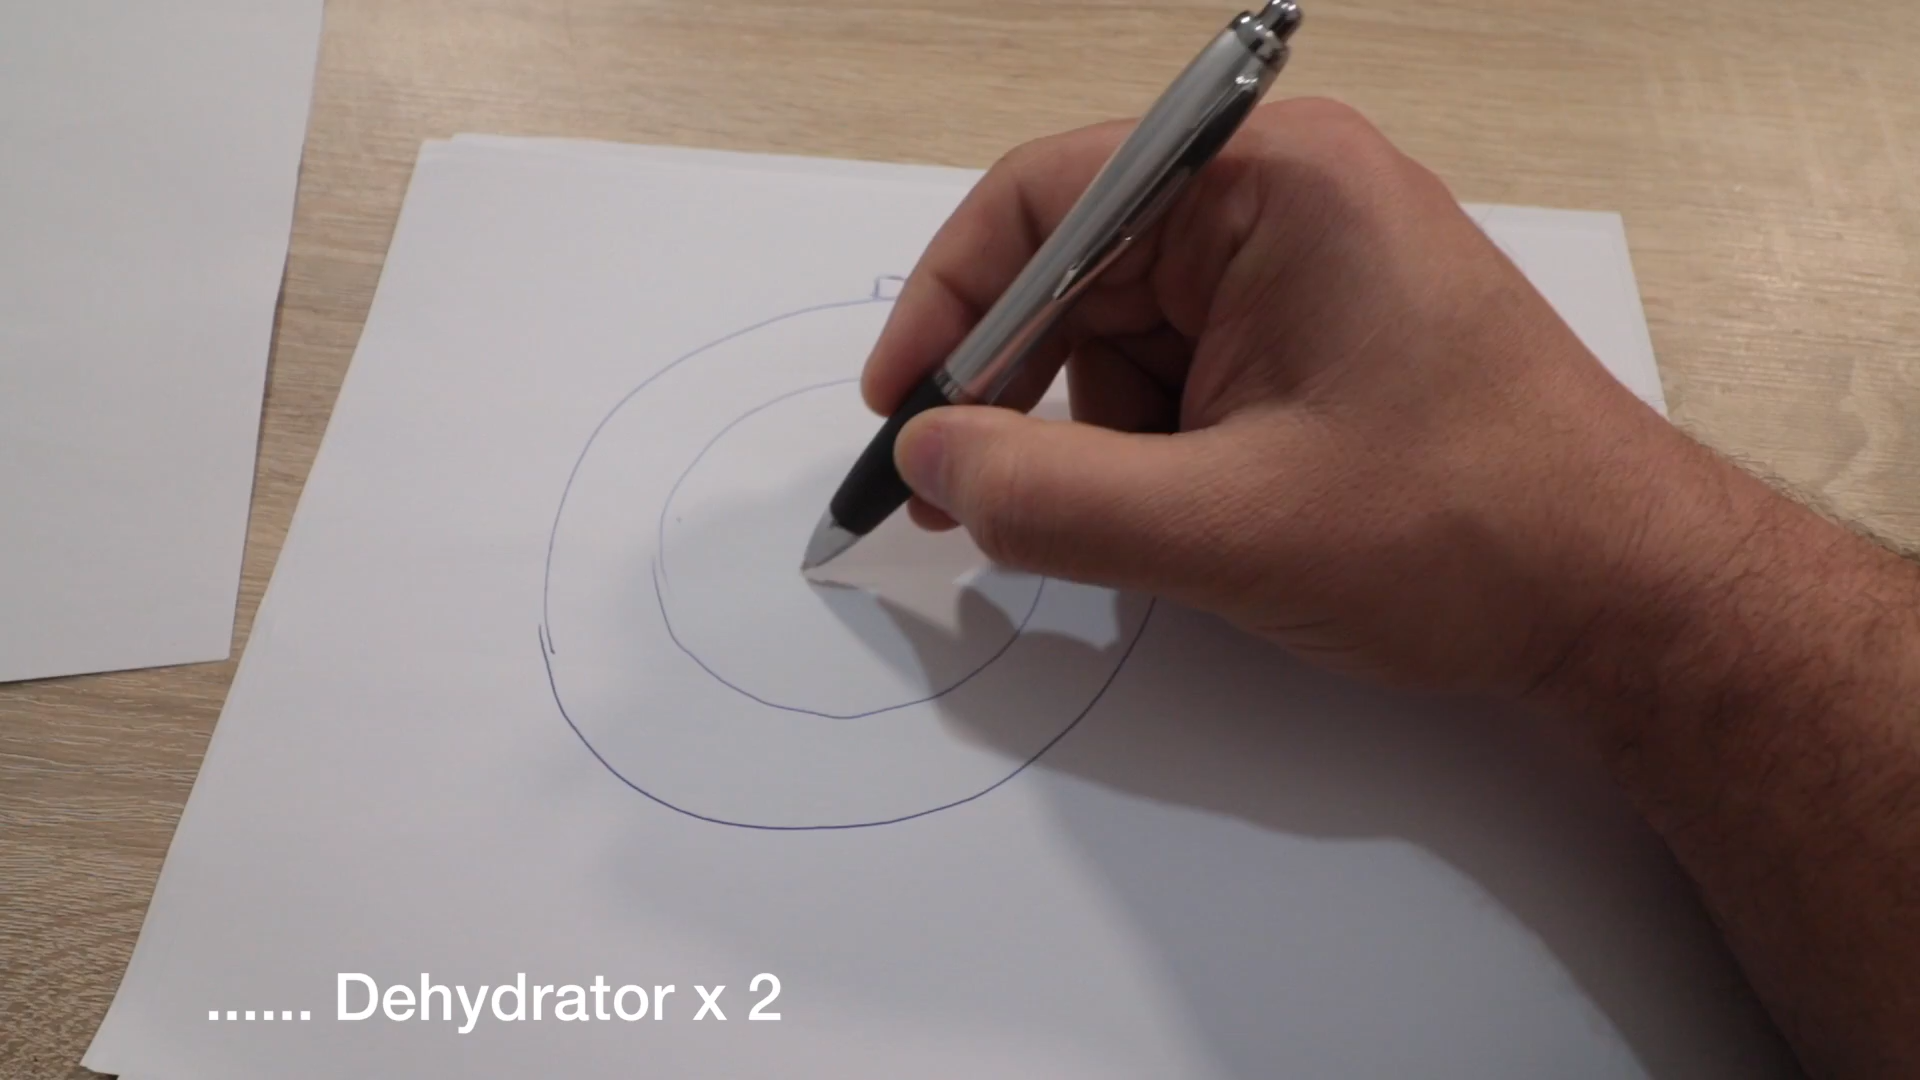 ...... Dehydrator x 2